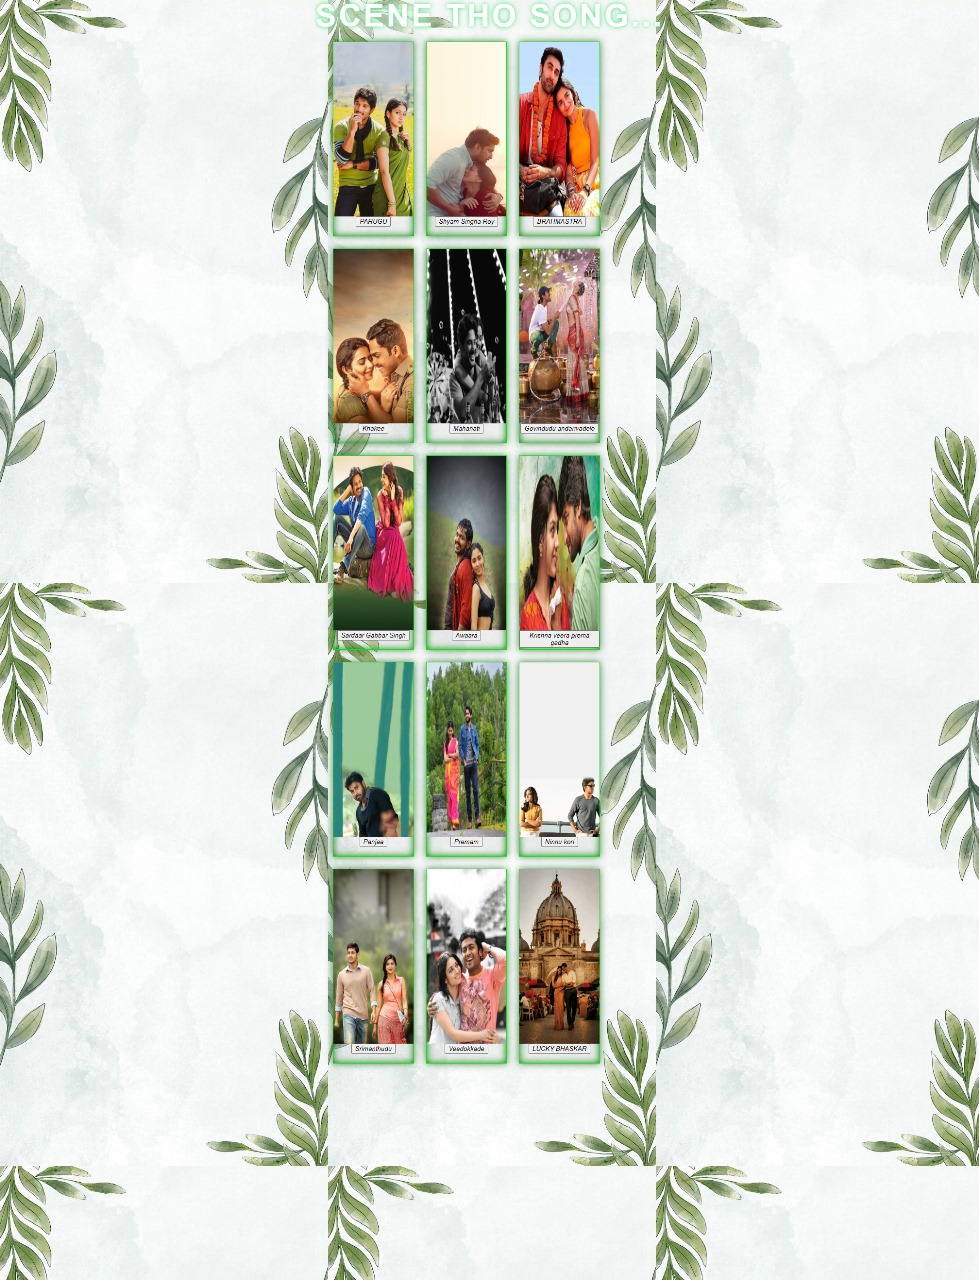 SCENE THO SONG...
PARUGU
Shyam Singha Roy
BRAHMASTRA
Khakee
Mahanati
Govindudu andarivadele
Sardaar Gabbar Singh
Awaara
Krishna veera prema
gadha
Panjaa
Premam
Ninnu kori
Srimanthudu
Veedokkade
LUCKY BHASKAR